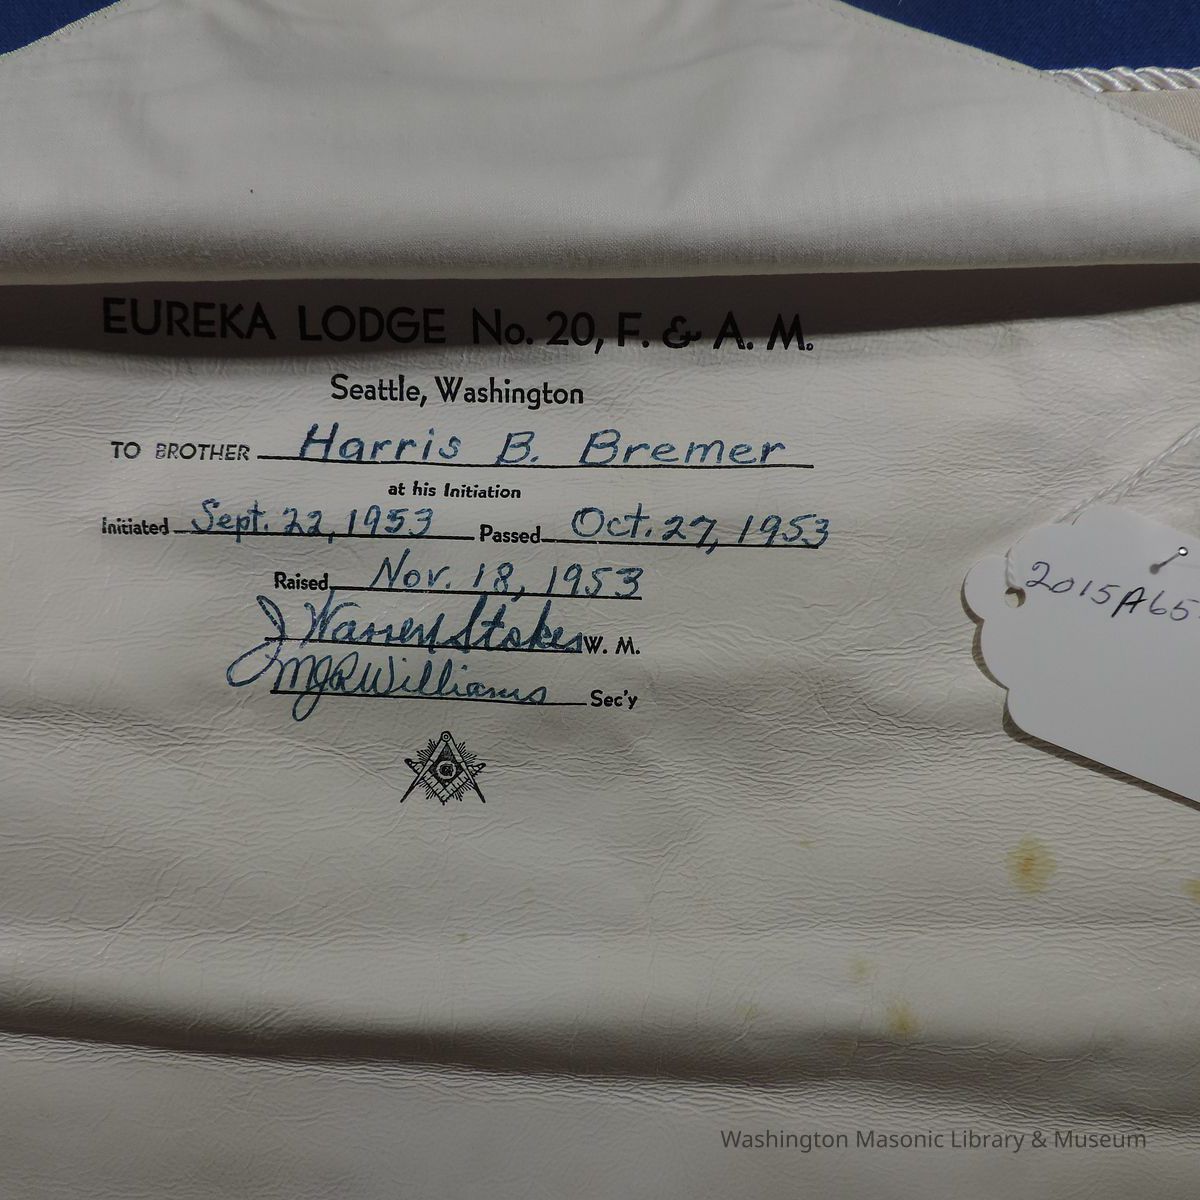 EUREKA LODGE No. 20, F. & A. M.
Seattle, Washington
TO BROTHER Harris B. Bremer
at his Initiation
Initiated Sept. 22, 1953 Passed Oct. 27, 1953
Raised Nov. 18, 1953
J Warren Stokes W. M.
Williams Sec'y
G
2015A65
Washington Masonic Library & Museum